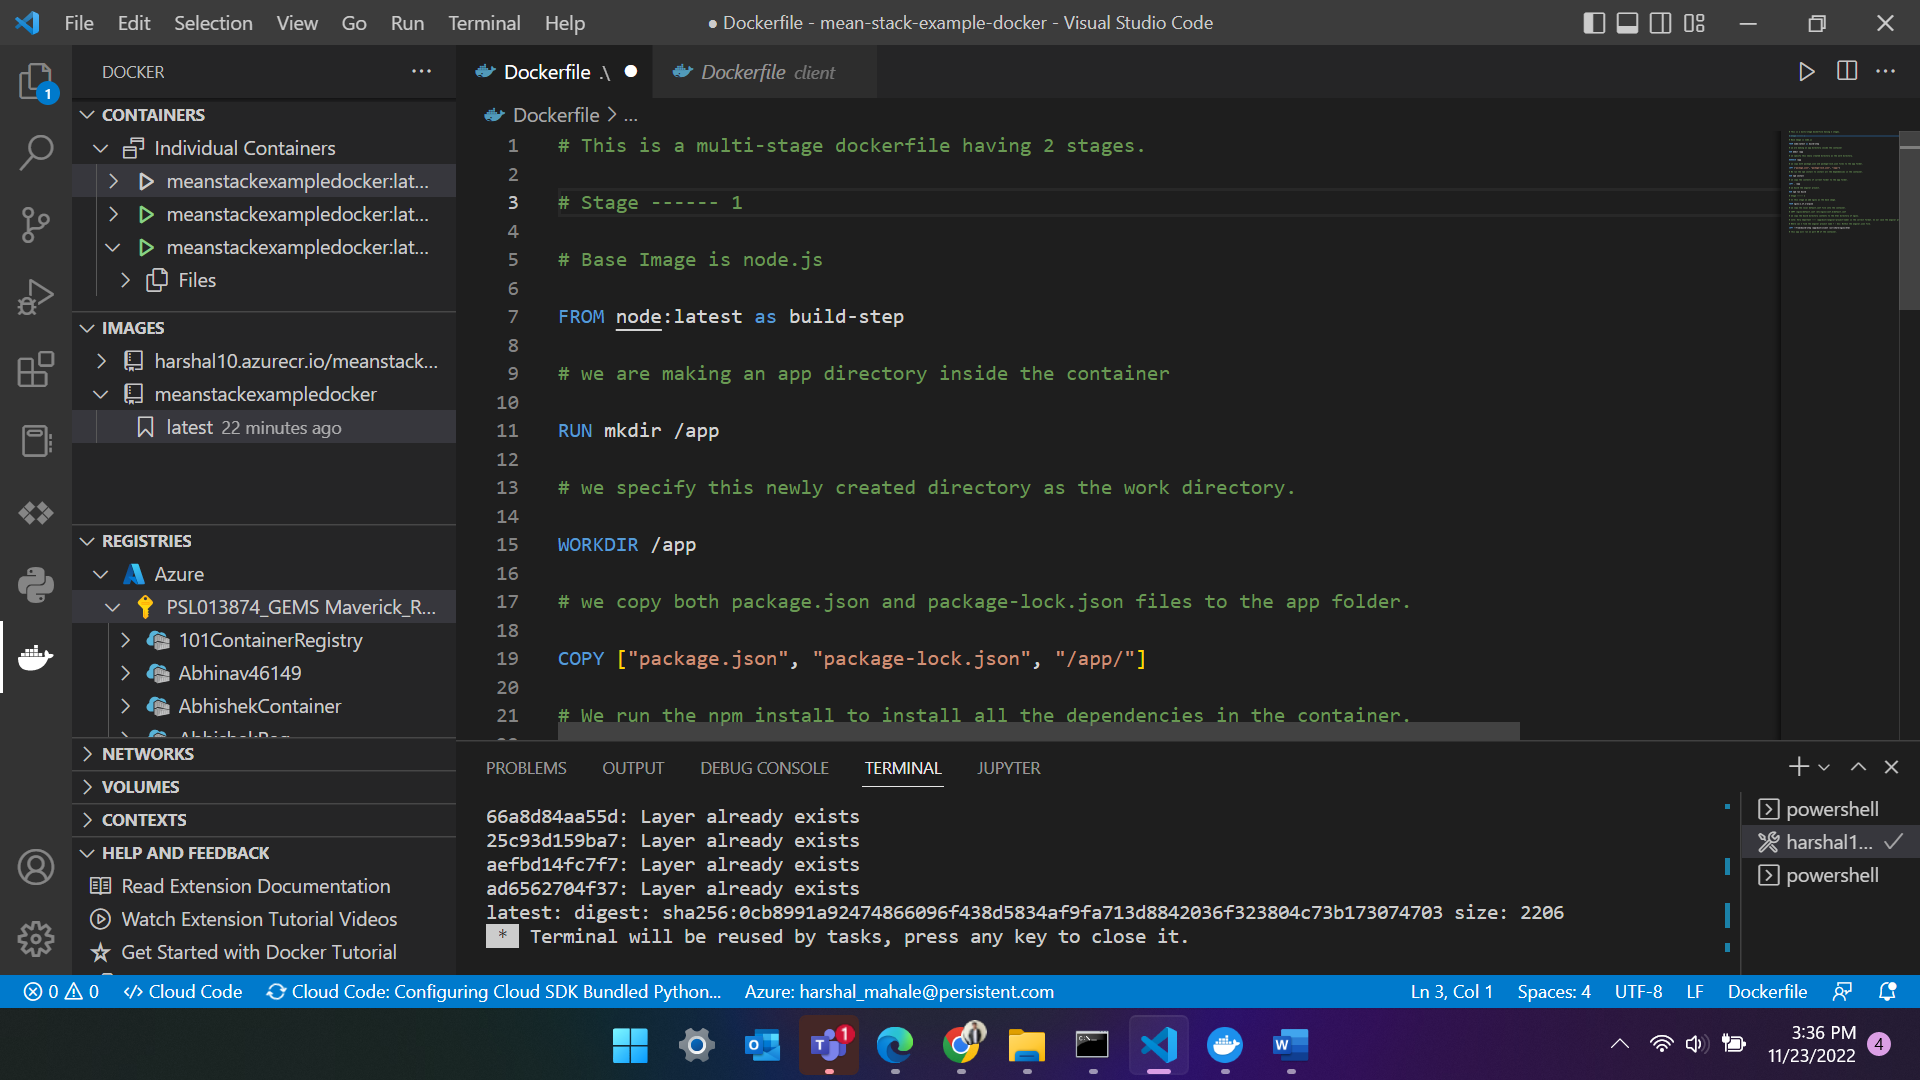 File Edit Selection View Go Run Terminal Help
● Dockerfile - mean-stack-example-docker - Visual Studio Code
1
DOCKER
CONTAINERS
Individual Containers
meanstackexampledocker:lat...
meanstackexampledocker:lat...
meanstackexampledocker:lat...
Files
IMAGES
harshal10.azurecr.io/meanstack...
meanstackexampledocker
latest 22 minutes ago
REGISTRIES
Azure
PSL013874_GEMS Maverick_R...
101ContainerRegistry
Abhinav46149
AbhishekContainer
NETWORKS
VOLUMES
CONTEXTS
HELP AND FEEDBACK
Read Extension Documentation
Watch Extension Tutorial Videos
Get Started with Docker Tutorial
Dockerfile .\ ●
Dockerfile client
Dockerfile > ...
1 # This is a multi-stage dockerfile having 2 stages.
2
3 # Stage ------ 1
4
5 # Base Image is node.js
6
7 FROM node:latest as build-step
8
9 # we are making an app directory inside the container
10
11 RUN mkdir /app
12
13 # we specify this newly created directory as the work directory.
14
15 WORKDIR /app
16
17 # we copy both package.json and package-lock.json files to the app folder.
18
19 COPY ["package.json", "package-lock.json", "/app/"]
20
21 # We run the npm install to install all the dependencies in the container.
PROBLEMS OUTPUT DEBUG CONSOLE TERMINAL JUPYTER
66a8d84aa55d: Layer already exists
25c93d159ba7: Layer already exists
aefbd14fc7f7: Layer already exists
ad6562704f37: Layer already exists
latest: digest: sha256:0cb8991a92474866096f438d5834af9fa713d8842036f323804c73b173074703 size: 2206
* Terminal will be reused by tasks, press any key to close it.
powershell
harshal1...
powershell
0 0 Cloud Code Cloud Code: Configuring Cloud SDK Bundled Python... Azure: harshal_mahale@persistent.com
Ln 3, Col 1 Spaces: 4 UTF-8 LF Dockerfile
1
3:36 PM
11/23/2022
4